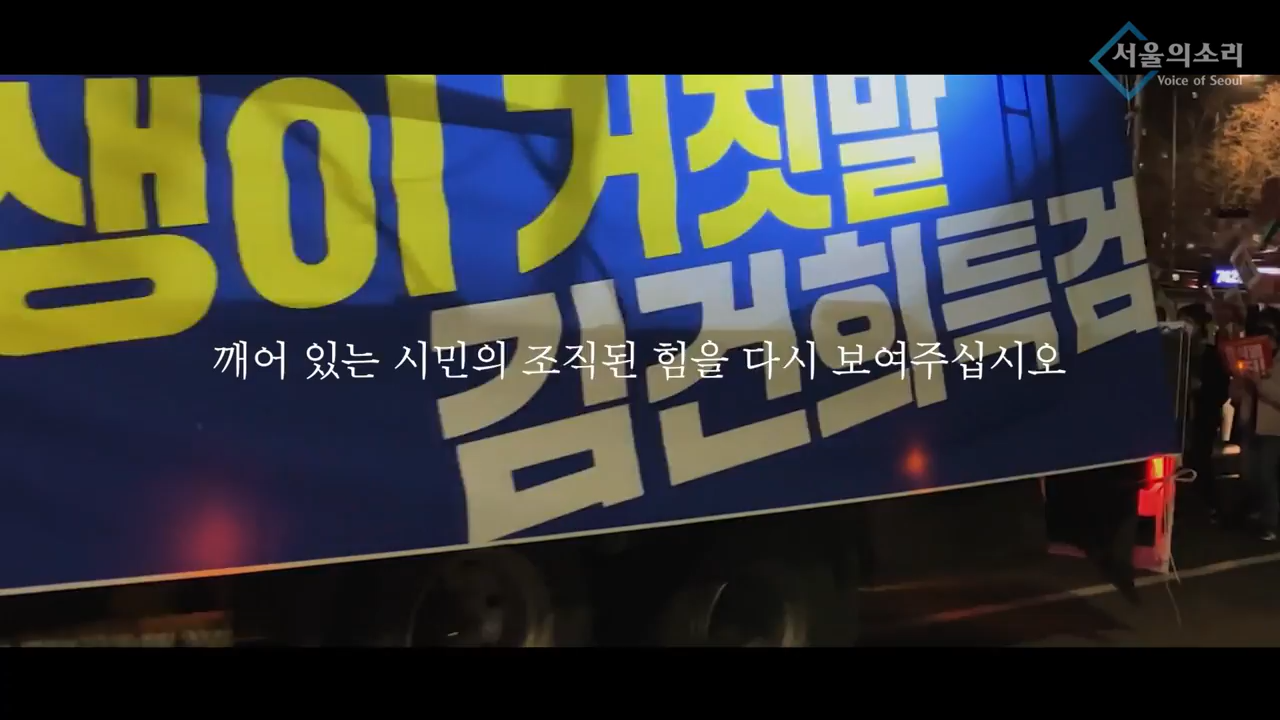 서울의소리
Voice of Seoul
생이 거짓말
김건희특검
깨어 있는 시민의 조직된 힘을 다시 보여주십시오